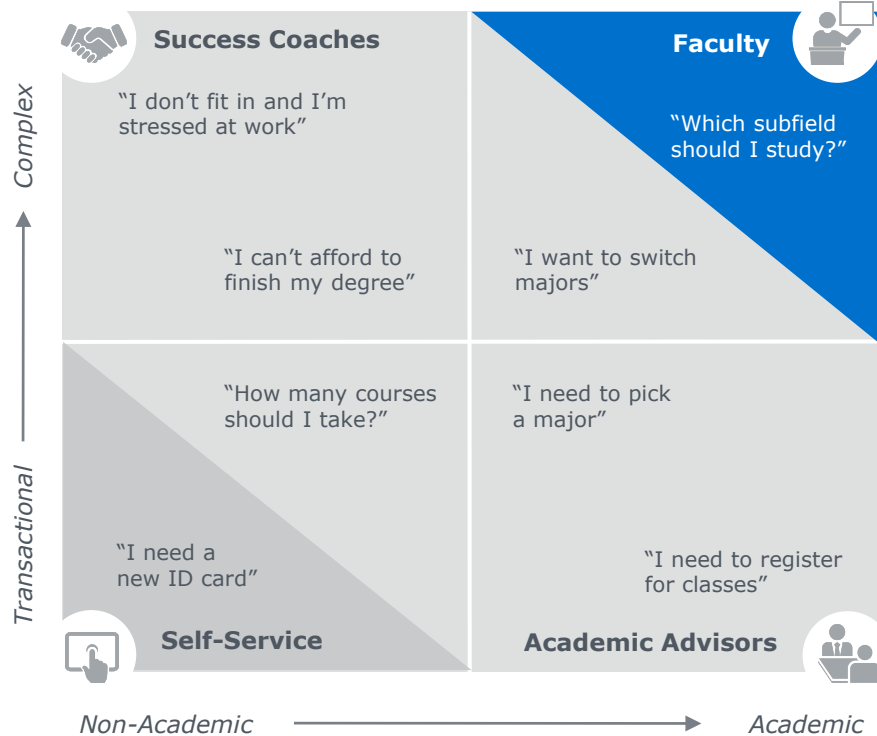 Success Coaches
Faculty
“I don’t fit in and I’m
stressed at work”
“Which subfield
should I study?”
“I can’t afford to
finish my degree”
“I want to switch
majors”
“How many courses
should I take?”
“I need to pick
a major”
“I need a
new ID card”
“I need to register
for classes”
Self-Service
Academic Advisors
Complex
Transactional
Non-Academic
Academic